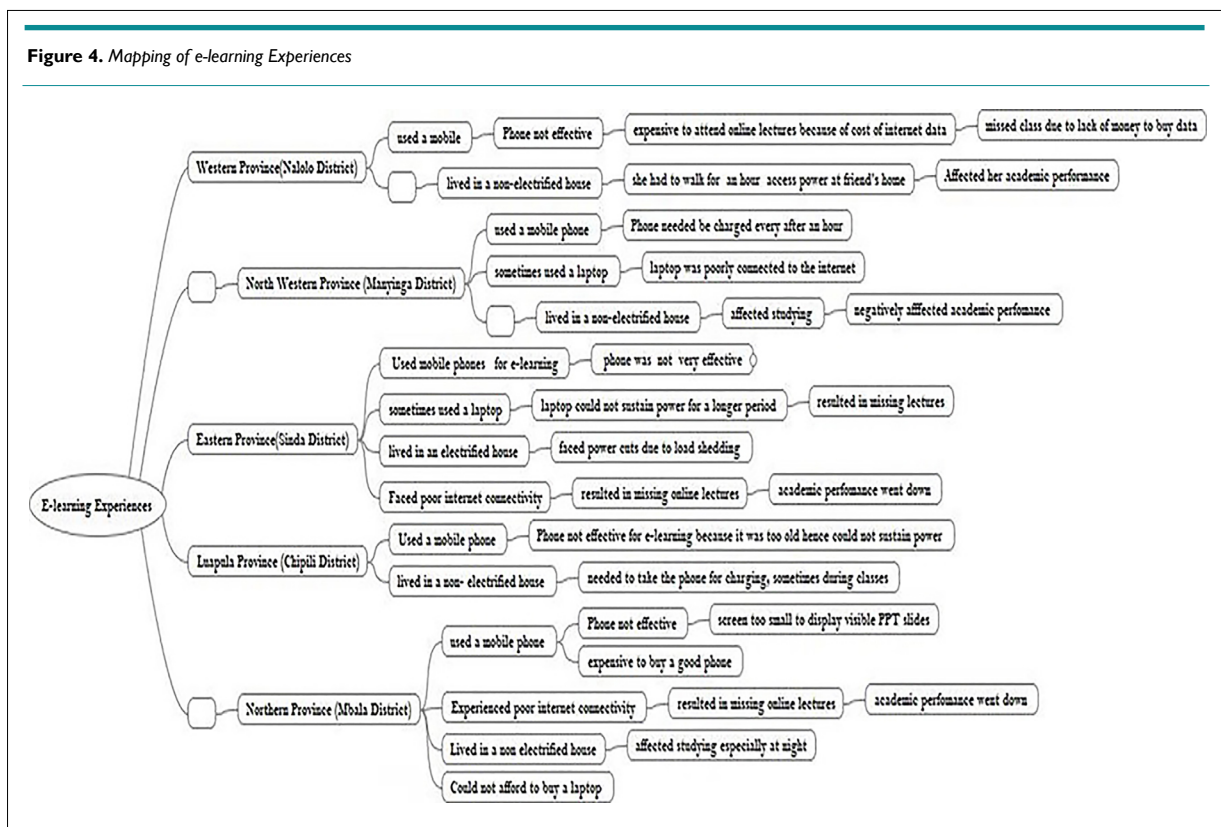 Figure 4. Mapping of e-learning Experiences
E-learning Experiences
Western Province(Nalolo District)
used a mobile
Phone not effective
expensive to attend online lectures because of cost of internet data
missed class due to lack of money to buy data
lived in a non-electrified house
she had to walk for an hour access power at friend's home
Affected her academic performance
North Western Province (Manyinga District)
used a mobile phone
Phone needed be charged every after an hour
sometimes used a laptop
laptop was poorly connected to the internet
lived in a non-electrified house
affected studying
negatively afffected academic perfomance
Eastern Province(Sinda District)
Used mobile phones for e-learning
phone was not very effective
sometimes used a laptop
laptop could not sustain power for a longer period
resulted in missing lectures
lived in an electrified house
faced power cuts due to load shedding
Faced poor internet connectivity
resulted in missing online lectures
academic perfomance went down
Luapula Province (Chipili District)
Used a mobile phone
Phone not effective for e-learning because it was too old hence could not sustain power
lived in a non- electrified house
needed to take the phone for charging, sometimes during classes
Northern Province (Mbala District)
used a mobile phone
Phone not effective
screen too small to display visible PPT slides
expensive to buy a good phone
Experienced poor internet connectivity
resulted in missing online lectures
academic perfomance went down
Lived in a non electrified house
affected studying especially at night
Could not afford to buy a laptop